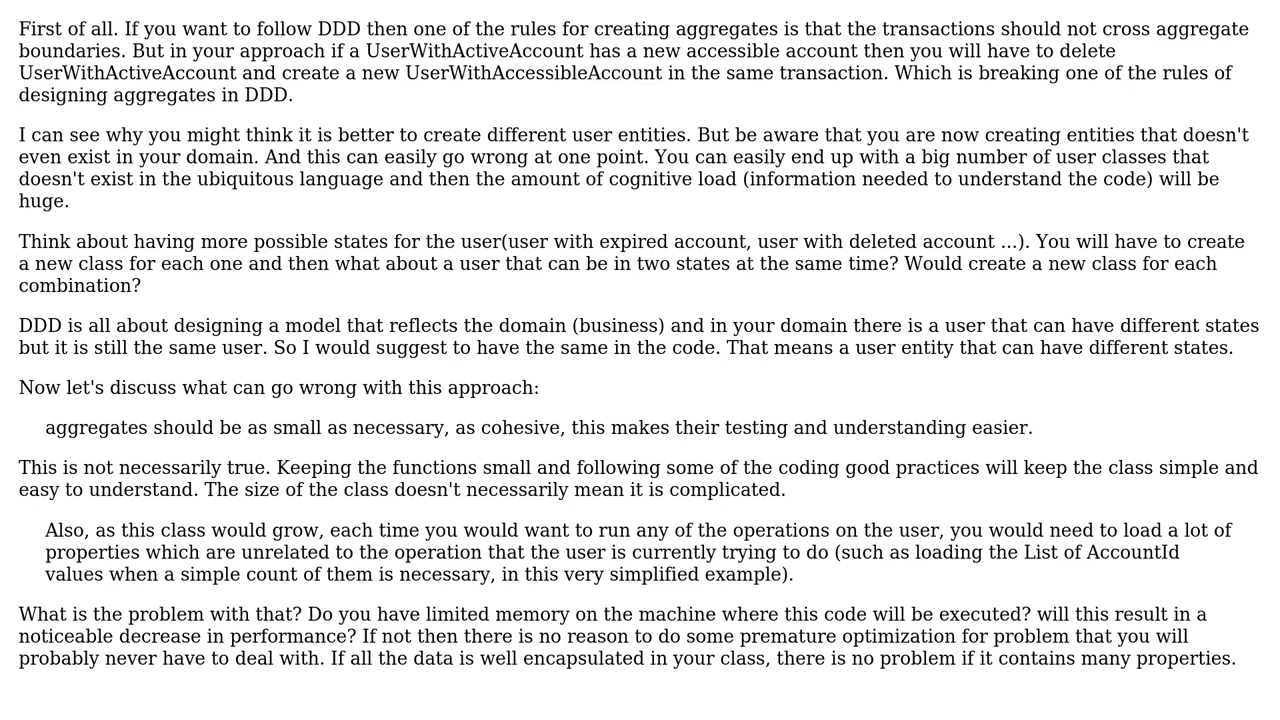 First of all. If you want to follow DDD then one of the rules for creating aggregates is that the transactions should not cross aggregate
boundaries. But in your approach if a UserWithActiveAccount has a new accessible account then you will have to delete
UserWithActiveAccount and create a new UserWithAccessibleAccount in the same transaction. Which is breaking one of the rules of
designing aggregates in DDD.
I can see why you might think it is better to create different user entities. But be aware that you are now creating entities that doesn't
even exist in your domain. And this can easily go wrong at one point. You can easily end up with a big number of user classes that
doesn't exist in the ubiquitous language and then the amount of cognitive load (information needed to understand the code) will be
huge.
Think about having more possible states for the user(user with expired account, user with deleted account ...). You will have to create
a new class for each one and then what about a user that can be in two states at the same time? Would create a new class for each
combination?
DDD is all about designing a model that reflects the domain (business) and in your domain there is a user that can have different states
but it is still the same user. So I would suggest to have the same in the code. That means a user entity that can have different states.
Now let's discuss what can go wrong with this approach:
aggregates should be as small as necessary, as cohesive, this makes their testing and understanding easier.
This is not necessarily true. Keeping the functions small and following some of the coding good practices will keep the class simple and
easy to understand. The size of the class doesn't necessarily mean it is complicated.
Also, as this class would grow, each time you would want to run any of the operations on the user, you would need to load a lot of
properties which are unrelated to the operation that the user is currently trying to do (such as loading the List of AccountId
values when a simple count of them is necessary, in this very simplified example).
What is the problem with that? Do you have limited memory on the machine where this code will be executed? will this result in a
noticeable decrease in performance? If not then there is no reason to do some premature optimization for problem that you will
probably never have to deal with. If all the data is well encapsulated in your class, there is no problem if it contains many properties.